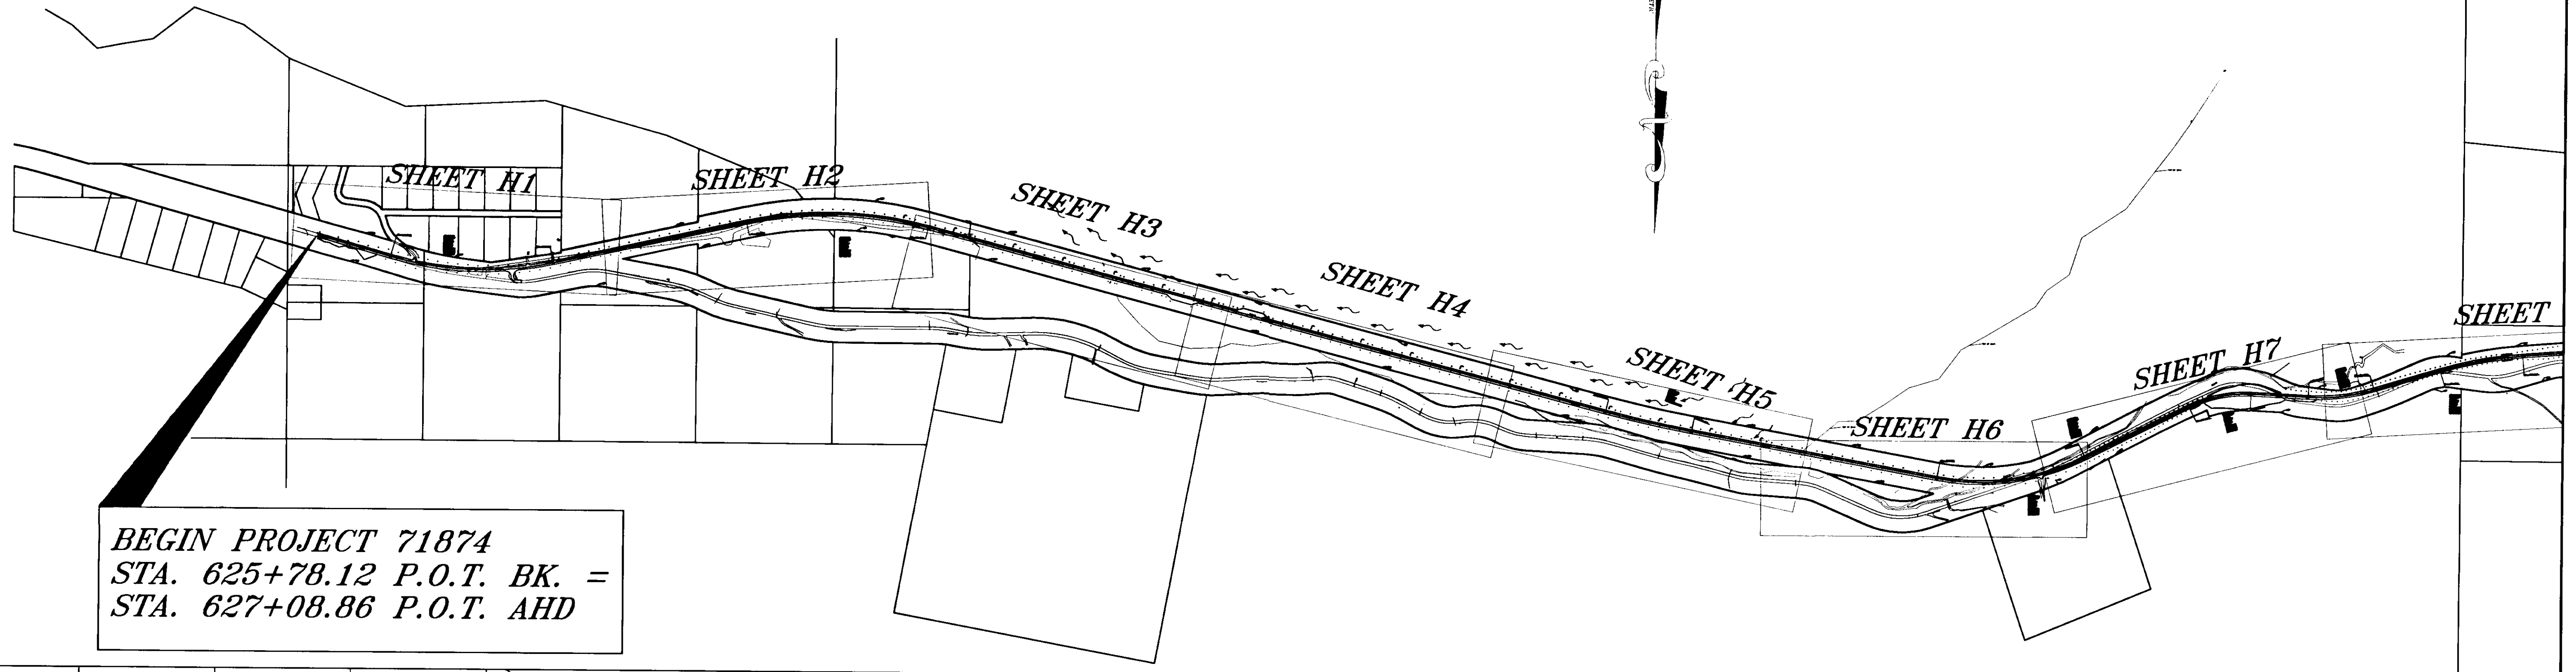 SHEET H1
SHEET H2
SHEET H3
SHEET H4
SHEET H5
SHEET H6
SHEET H7
SHEET
BEGIN PROJECT 71874
STA. 625+78.12 P.O.T. BK. =
STA. 627+08.86 P.O.T. AHD